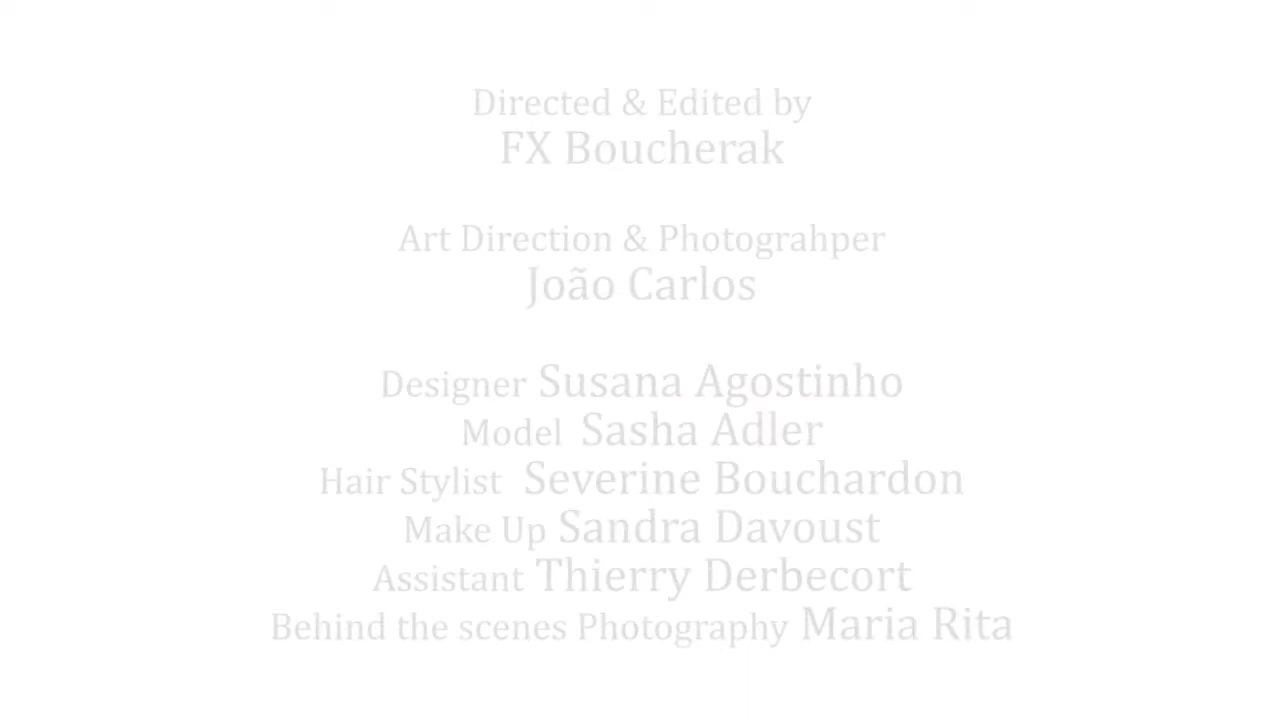 Directed & Edited by
FX Boucherak
Art Direction & Photograhper
João Carlos
Designer Susana Agostinho
Model Sasha Adler
Hair Stylist Severine Bouchardon
Make Up Sandra Davoust
Assistant Thierry Derbecort
Behind the scenes Photography Maria Rita